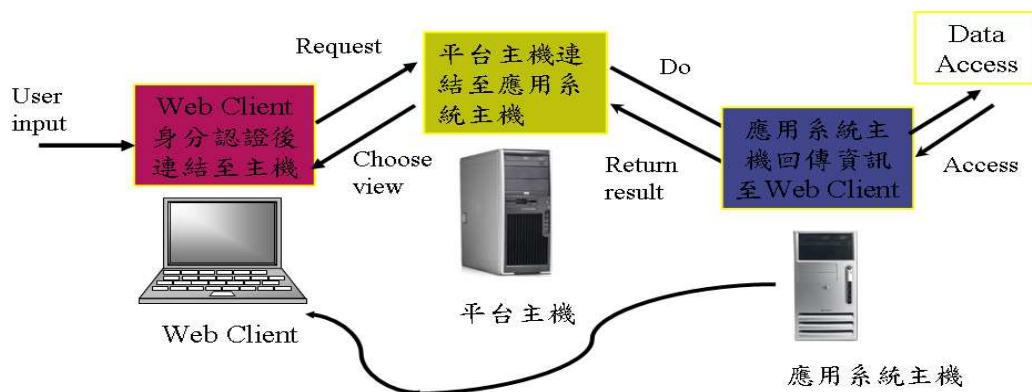 User
input
Web Client
身分認證後
連結至主機
Request
Choose
view
平台主機連
結至應用系
統主機
Do
Return
result
應用系統主
機回傳資訊
至Web Client
Data
Access
Access
Web Client
平台主機
應用系統主機